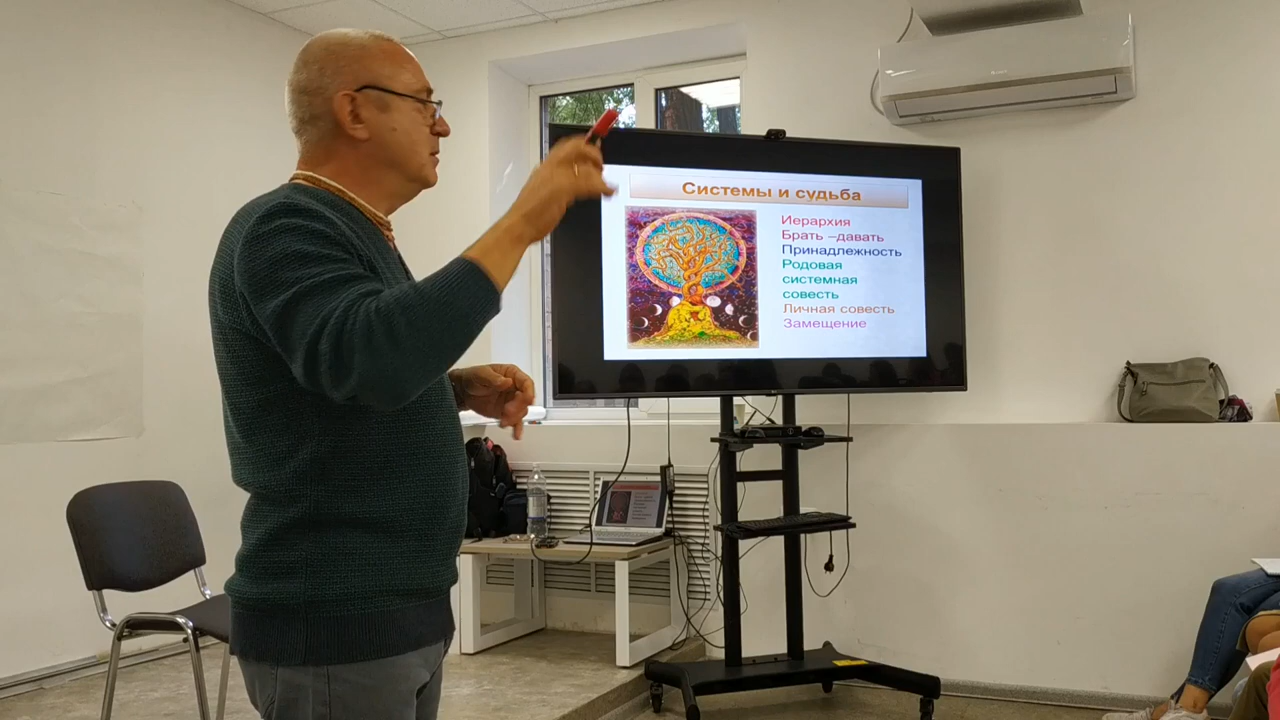 Системы и судьба
Иерархия
Брать –давать
Принадлежность
Родовая
системная
совесть
Личная совесть
Замещение